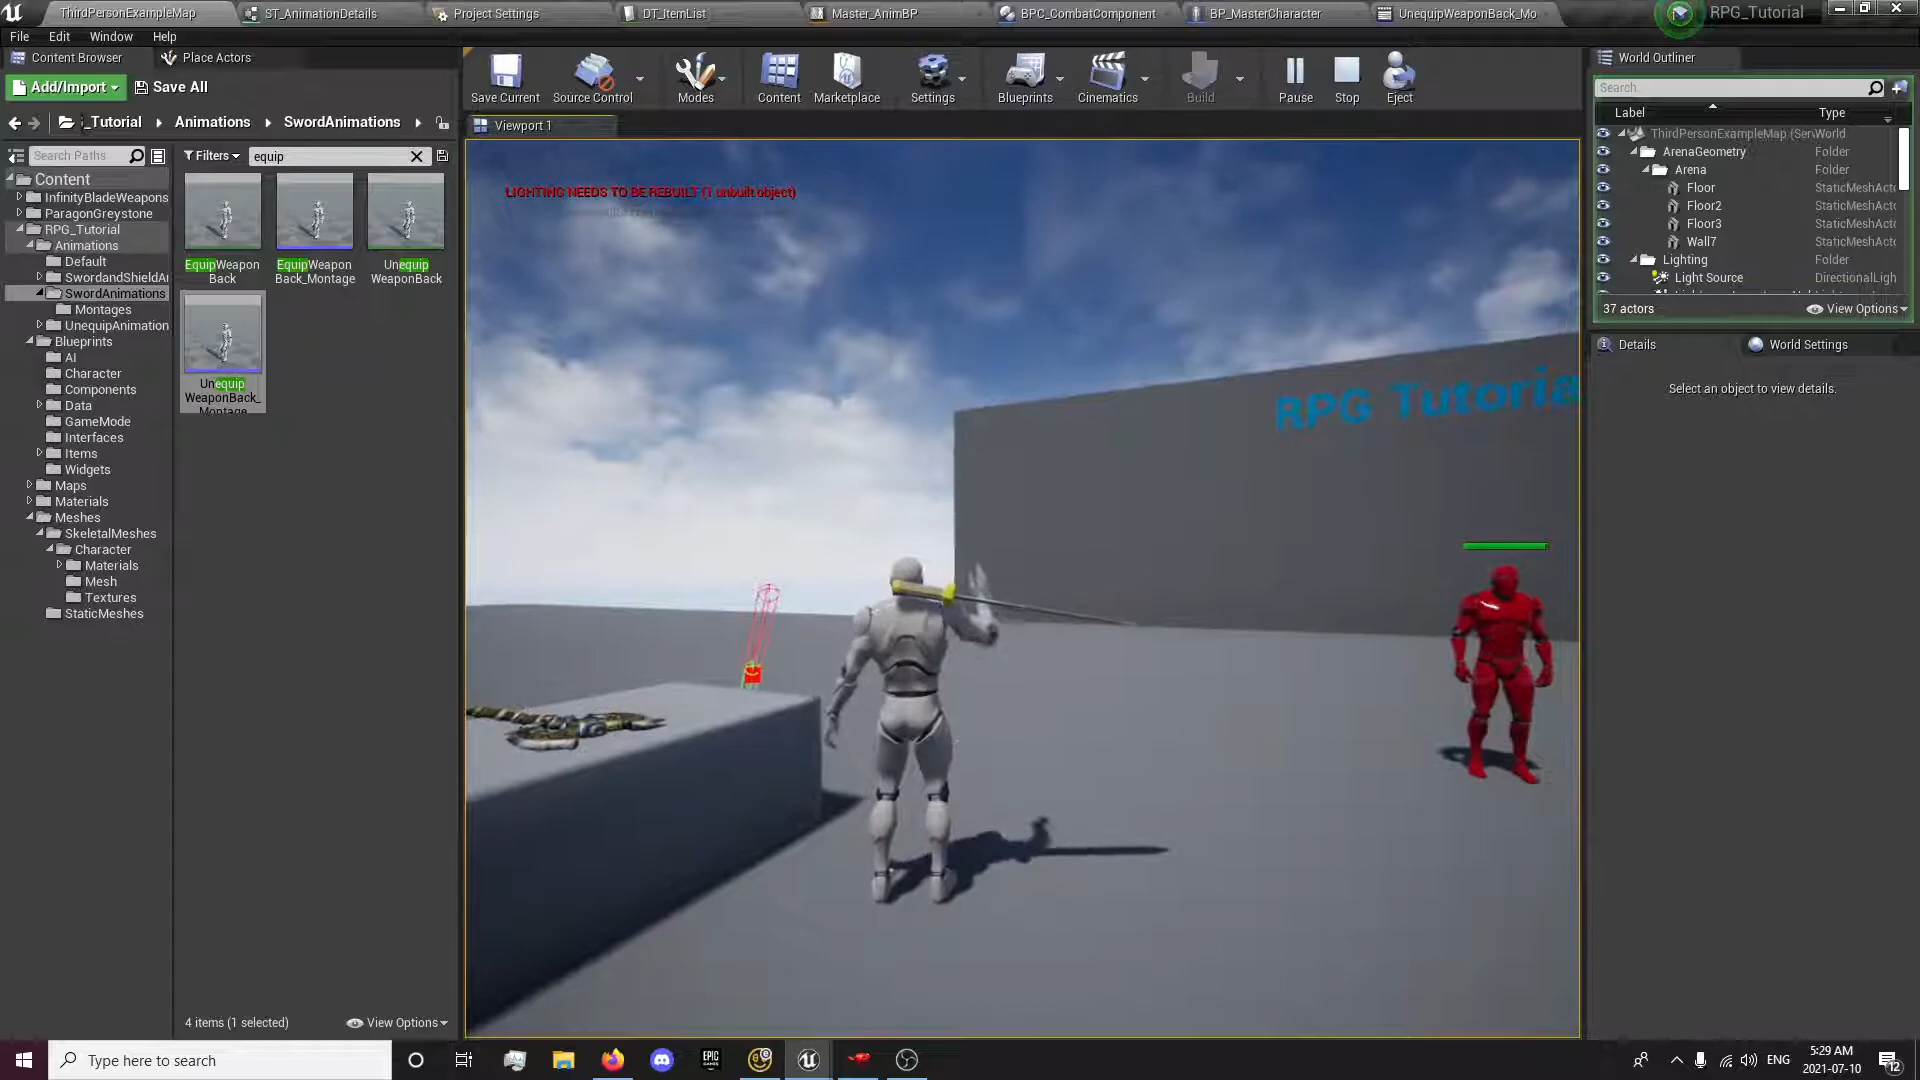 ThirdPersonExampleMap
ST_AnimationDetails
Project Settings
DT_ItemList
Master_AnimBP
BPC_CombatComponent
BP_MasterCharacter
UnequipWeaponBack_Mo
RPG_Tutorial
File
Edit
Window
Help
Content Browser
Place Actors
Add/Import
Save All
Save Current
Source Control
Modes
Content
Marketplace
Settings
Blueprints
Cinematics
Build
Pause
Stop
Eject
_Tutorial
Animations
SwordAnimations
Search Paths
Filters
equip
Content
InfinityBladeWeapons
ParagonGreystone
RPG_Tutorial
Animations
Default
SwordandShieldAr
SwordAnimations
Montages
UnequipAnimation
Blueprints
AI
Character
Components
Data
GameMode
Interfaces
Items
Widgets
Maps
Materials
Meshes
SkeletalMeshes
Character
Materials
Mesh
Textures
StaticMeshes
EquipWeapon
Back
EquipWeapon
Back_Montage
Unequip
WeaponBack
Unequip
WeaponBack_
Montage
4 items (1 selected)
View Options
Viewport 1
LIGHTING NEEDS TO BE REBUILT (1 unbuilt object)
RPG Tutoria
World Outliner
Search
Label
Type
ThirdPersonExampleMap (Ser
World
ArenaGeometry
Folder
Arena
Folder
Floor
StaticMeshActo
Floor2
StaticMeshActo
Floor3
StaticMeshActo
Wall7
StaticMeshActo
Lighting
Folder
Light Source
DirectionalLigh
37 actors
View Options
Details
World Settings
Select an object to view details.
Type here to search
EPIC
GAMES
ENG
5:29 AM
2021-07-10
12